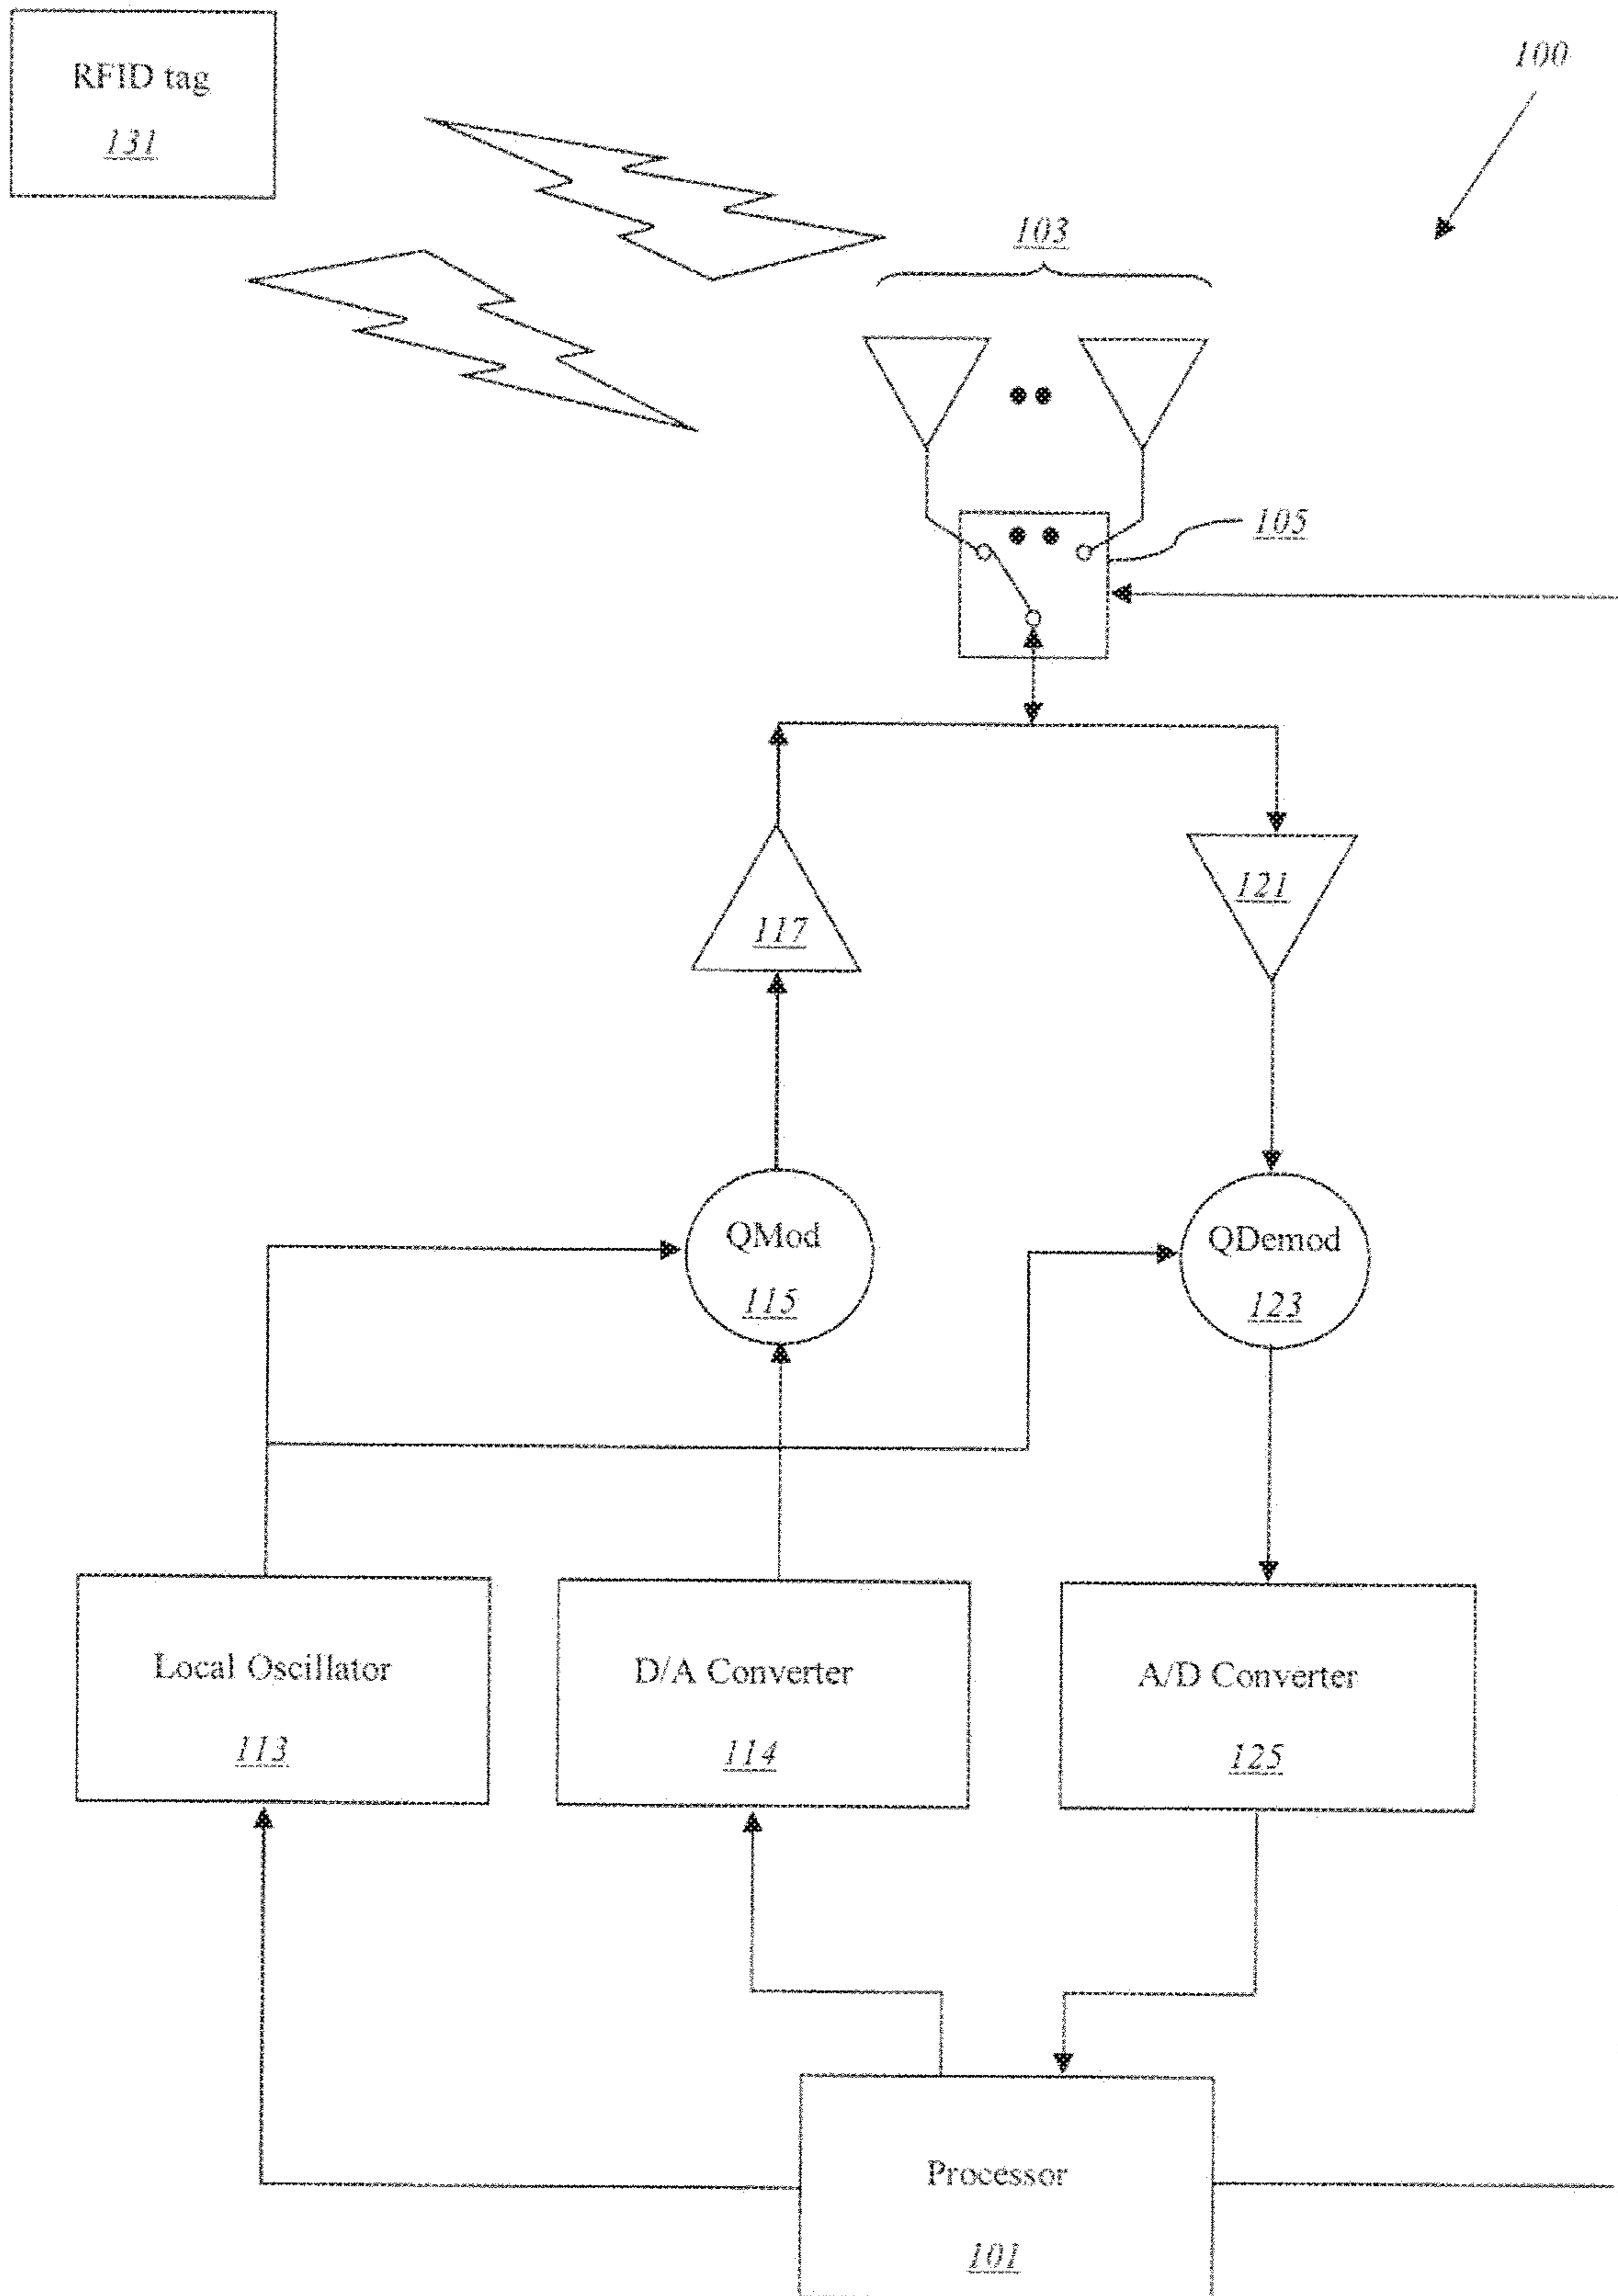 RFID tag
131
100
103
105
117
121
QMod
115
QDemod
123
Local Oscillator
113
D/A Converter
114
A/D Converter
125
Processor
101